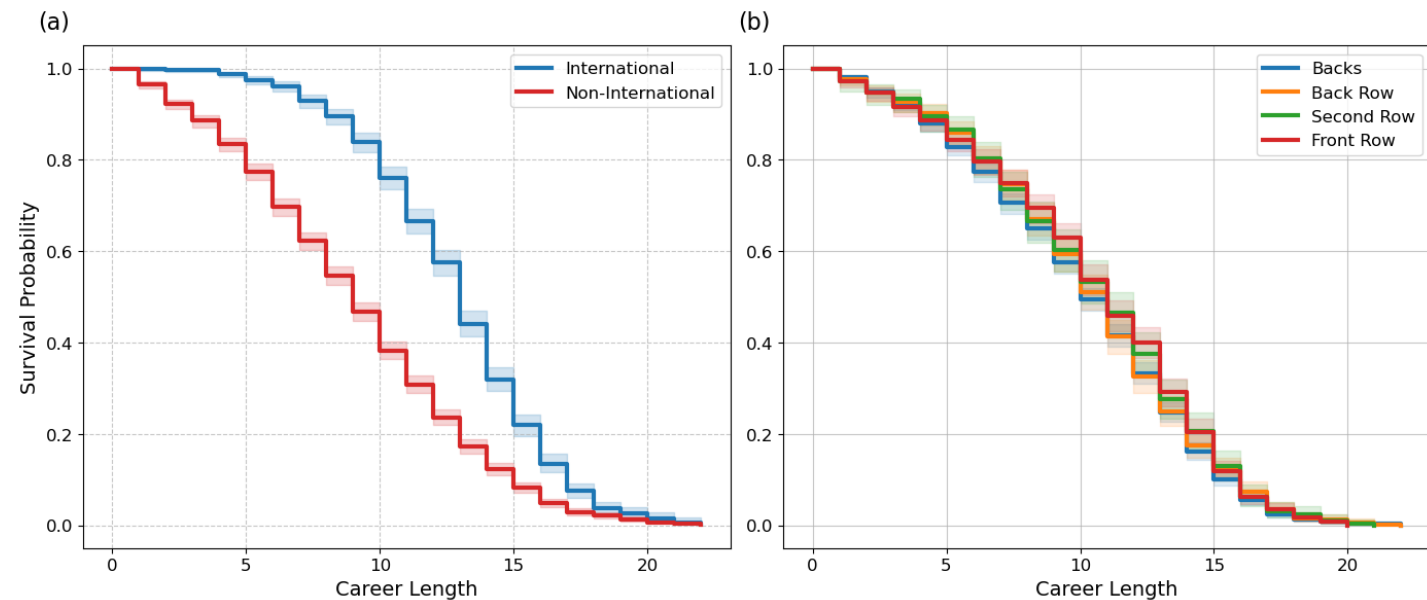 (a)
International
Non-International
1.0
0.8
0.6
0.4
0.2
0.0
Survival Probability
0 5 10 15 20
Career Length
(b)
Backs
Back Row
Second Row
Front Row
1.0
0.8
0.6
0.4
0.2
0.0
0 5 10 15 20
Career Length